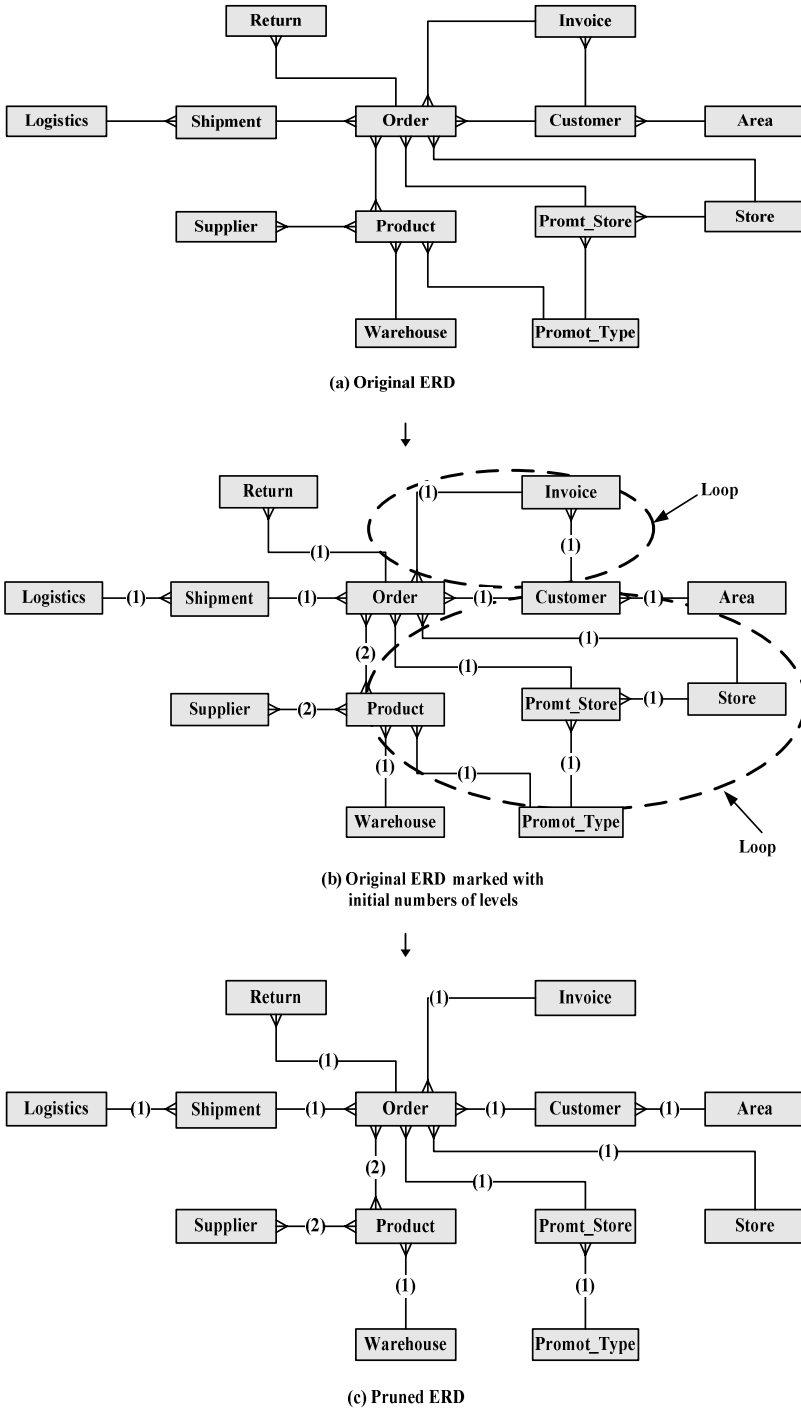 Return
Invoice
Logistics
Shipment
Order
Customer
Area
Supplier
Product
Promt_Store
Store
Warehouse
Promot_Type
(a) Original ERD
Return
(1)
Invoice
Loop
(1)
(1)
Logistics
(1)
Shipment
(1)
Order
(1)
Customer
(1)
Area
(2)
(1)
(1)
Supplier
(2)
Product
Promt_Store
(1)
Store
(1)
(1)
(1)
Warehouse
Promot_Type
Loop
(b) Original ERD marked with
initial numbers of levels
Return
(1)
Invoice
(1)
Logistics
(1)
Shipment
(1)
Order
(1)
Customer
(1)
Area
(2)
(1)
(1)
Supplier
(2)
Product
Promt_Store
Store
(1)
(1)
Warehouse
Promot_Type
(c) Pruned ERD